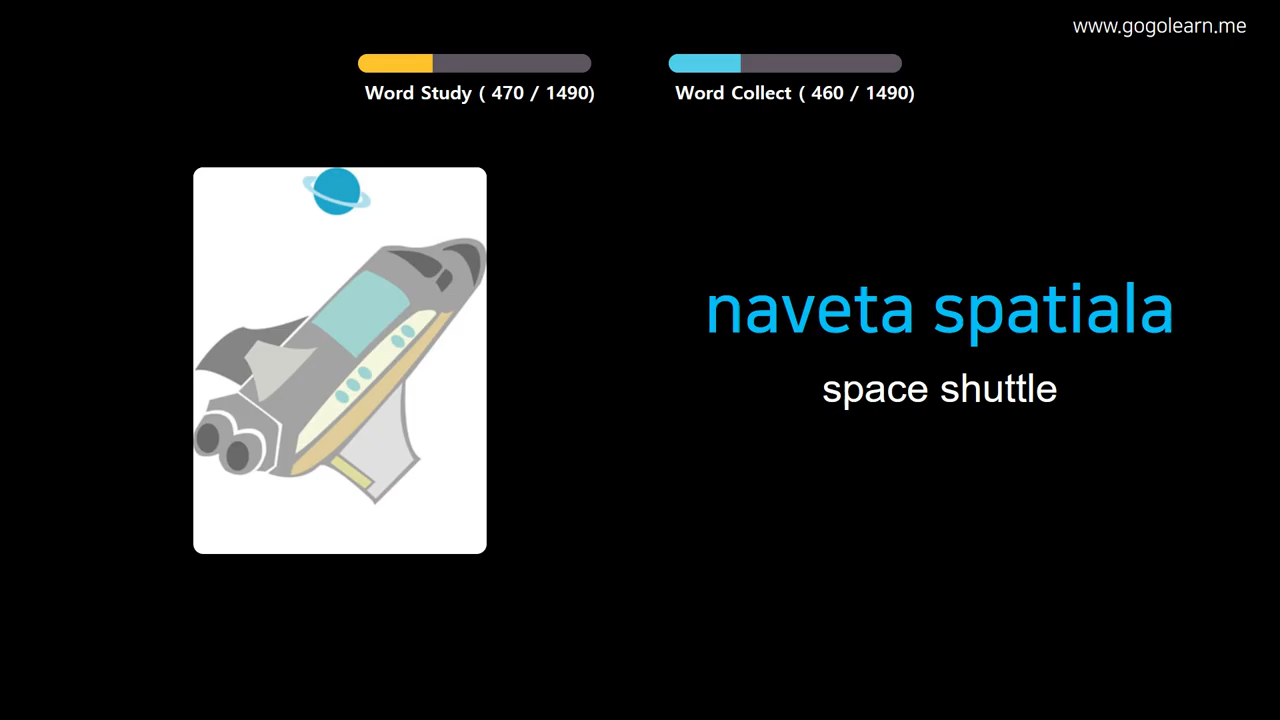 www.gogolearn.me
Word Study ( 470 / 1490)
Word Collect ( 460 / 1490)
naveta spatiala
space shuttle